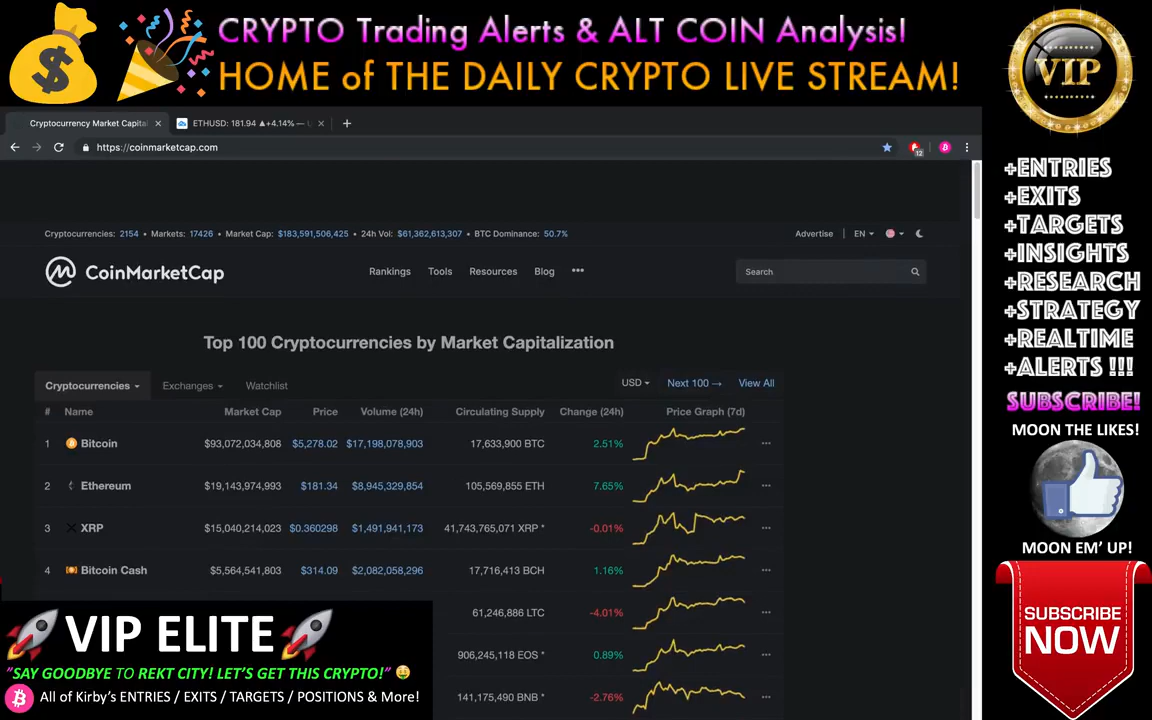 CRYPTO Trading Alerts & ALT COIN Analysis!
HOME of THE DAILY CRYPTO LIVE STREAM!
VIP
Cryptocurrency Market Capital
ETHUSD: 181.94 ▲+4.14% —
https://coinmarketcap.com
12
Cryptocurrencies: 2154 • Markets: 17426 • Market Cap: $183,591,506,425 • 24h Vol: $61,362,613,307 • BTC Dominance: 50.7%
Advertise EN
CoinMarketCap
Rankings Tools Resources Blog •••
Search
Top 100 Cryptocurrencies by Market Capitalization
Cryptocurrencies Exchanges Watchlist
USD Next 100 → View All
# Name Market Cap Price Volume (24h) Circulating Supply Change (24h) Price Graph (7d)
1 Bitcoin $93,072,034,808 $5,278.02 $17,198,078,903 17,633,900 BTC 2.51%
2 Ethereum $19,143,974,993 $181.34 $8,945,329,854 105,569,855 ETH 7.65%
3 XRP $15,040,214,023 $0.360298 $1,491,941,173 41,743,765,071 XRP * -0.01%
4 Bitcoin Cash $5,564,541,803 $314.09 $2,082,058,296 17,716,413 BCH 1.16%
61,246,886 LTC -4.01%
906,245,118 EOS * 0.89%
141,175,490 BNB * -2.76%
VIP ELITE
"SAY GOODBYE TO REKT CITY! LET'S GET THIS CRYPTO!"
All of Kirby's ENTRIES / EXITS / TARGETS / POSITIONS & More!
+ENTRIES
+EXITS
+TARGETS
+INSIGHTS
+RESEARCH
+STRATEGY
+REALTIME
+ALERTS !!!
SUBSCRIBE!
MOON THE LIKES!
MOON EM' UP!
SUBSCRIBE
NOW